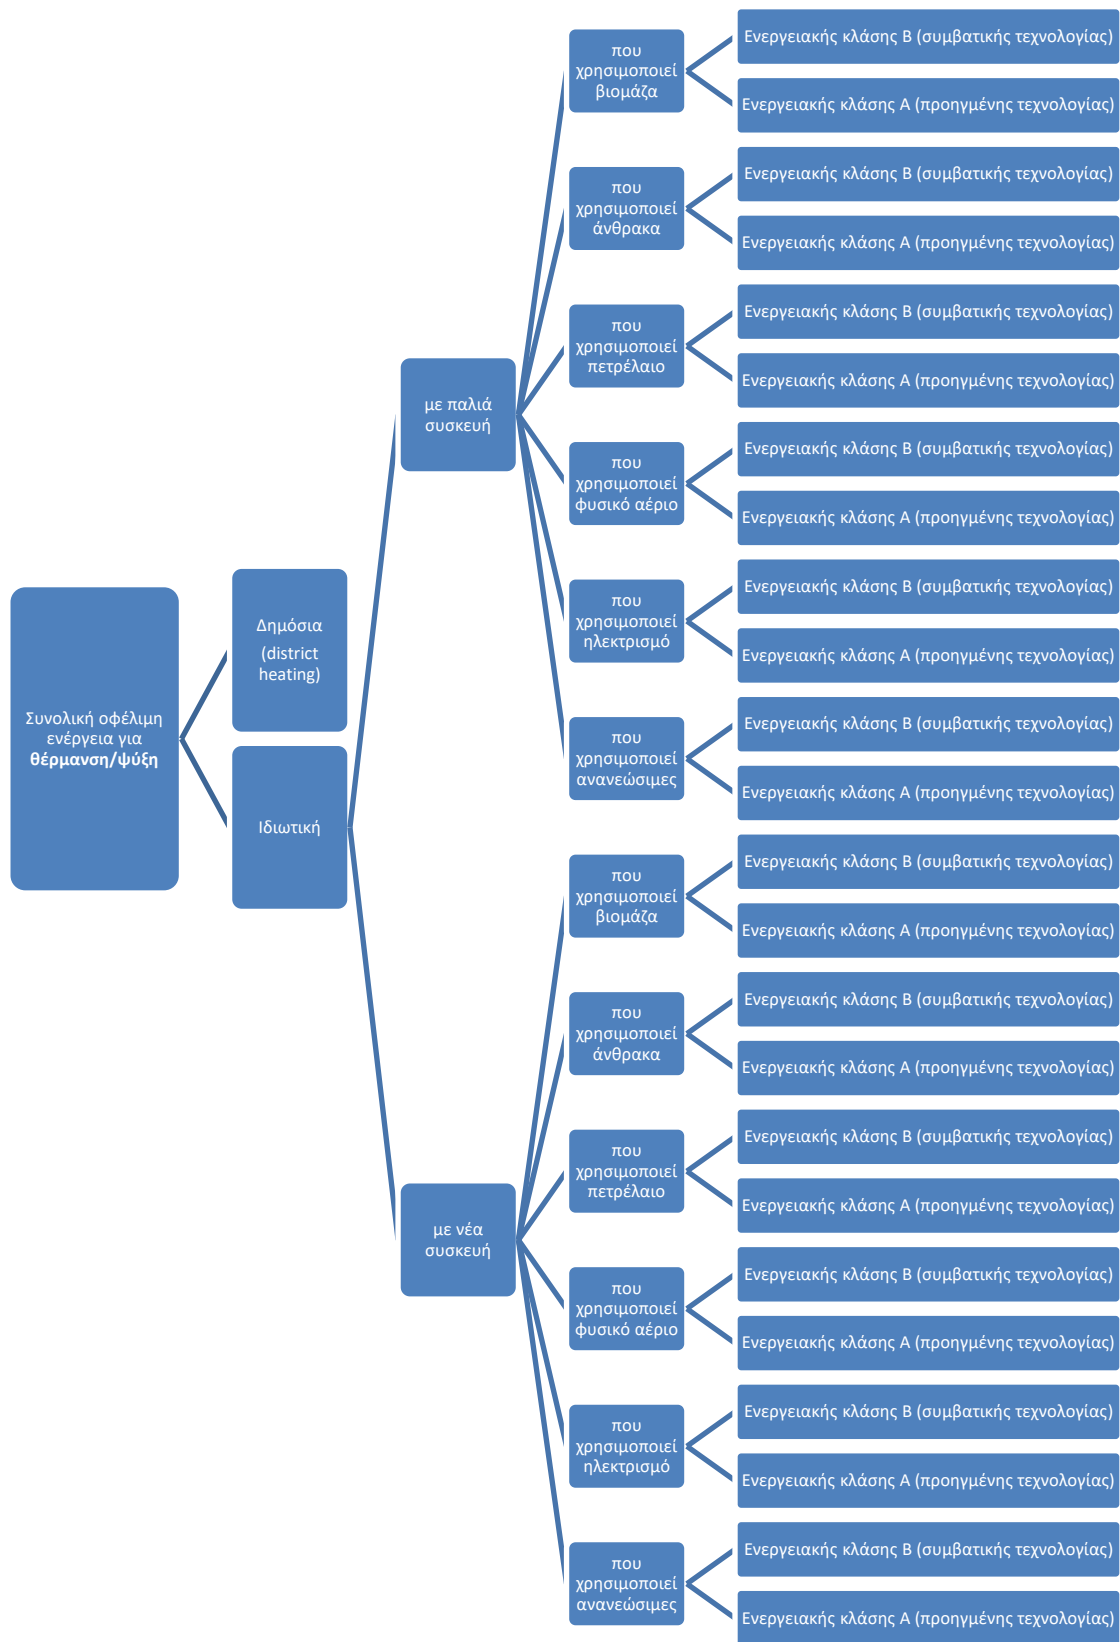 Συνολική οφέλιμη
ενέργεια για
θέρμανση/ψύξη
Δημόσια
(district
heating)
Ιδιωτική
με παλιά
συσκευή
που
χρησιμοποιεί
βιομάζα
Ενεργειακής κλάσης Β (συμβατικής τεχνολογίας)
Ενεργειακής κλάσης Α (προηγμένης τεχνολογίας)
που
χρησιμοποιεί
άνθρακα
Ενεργειακής κλάσης Β (συμβατικής τεχνολογίας)
Ενεργειακής κλάσης Α (προηγμένης τεχνολογίας)
που
χρησιμοποιεί
πετρέλαιο
Ενεργειακής κλάσης Β (συμβατικής τεχνολογίας)
Ενεργειακής κλάσης Α (προηγμένης τεχνολογίας)
που
χρησιμοποιεί
φυσικό αέριο
Ενεργειακής κλάσης Β (συμβατικής τεχνολογίας)
Ενεργειακής κλάσης Α (προηγμένης τεχνολογίας)
που
χρησιμοποιεί
ηλεκτρισμό
Ενεργειακής κλάσης Β (συμβατικής τεχνολογίας)
Ενεργειακής κλάσης Α (προηγμένης τεχνολογίας)
που
χρησιμοποιεί
ανανεώσιμες
Ενεργειακής κλάσης Β (συμβατικής τεχνολογίας)
Ενεργειακής κλάσης Α (προηγμένης τεχνολογίας)
με νέα
συσκευή
που
χρησιμοποιεί
βιομάζα
Ενεργειακής κλάσης Β (συμβατικής τεχνολογίας)
Ενεργειακής κλάσης Α (προηγμένης τεχνολογίας)
που
χρησιμοποιεί
άνθρακα
Ενεργειακής κλάσης Β (συμβατικής τεχνολογίας)
Ενεργειακής κλάσης Α (προηγμένης τεχνολογίας)
που
χρησιμοποιεί
πετρέλαιο
Ενεργειακής κλάσης Β (συμβατικής τεχνολογίας)
Ενεργειακής κλάσης Α (προηγμένης τεχνολογίας)
που
χρησιμοποιεί
φυσικό αέριο
Ενεργειακής κλάσης Β (συμβατικής τεχνολογίας)
Ενεργειακής κλάσης Α (προηγμένης τεχνολογίας)
που
χρησιμοποιεί
ηλεκτρισμό
Ενεργειακής κλάσης Β (συμβατικής τεχνολογίας)
Ενεργειακής κλάσης Α (προηγμένης τεχνολογίας)
που
χρησιμοποιεί
ανανεώσιμες
Ενεργειακής κλάσης Β (συμβατικής τεχνολογίας)
Ενεργειακής κλάσης Α (προηγμένης τεχνολογίας)